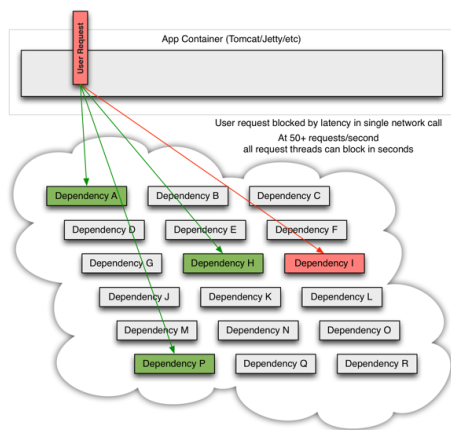 App Container (Tomcat/Jetty/etc)
User Request
User request blocked by latency in single network call
At 50+ requests/second
all request threads can block in seconds
Dependency A
Dependency B
Dependency C
Dependency D
Dependency E
Dependency F
Dependency G
Dependency H
Dependency I
Dependency J
Dependency K
Dependency L
Dependency M
Dependency N
Dependency O
Dependency P
Dependency Q
Dependency R